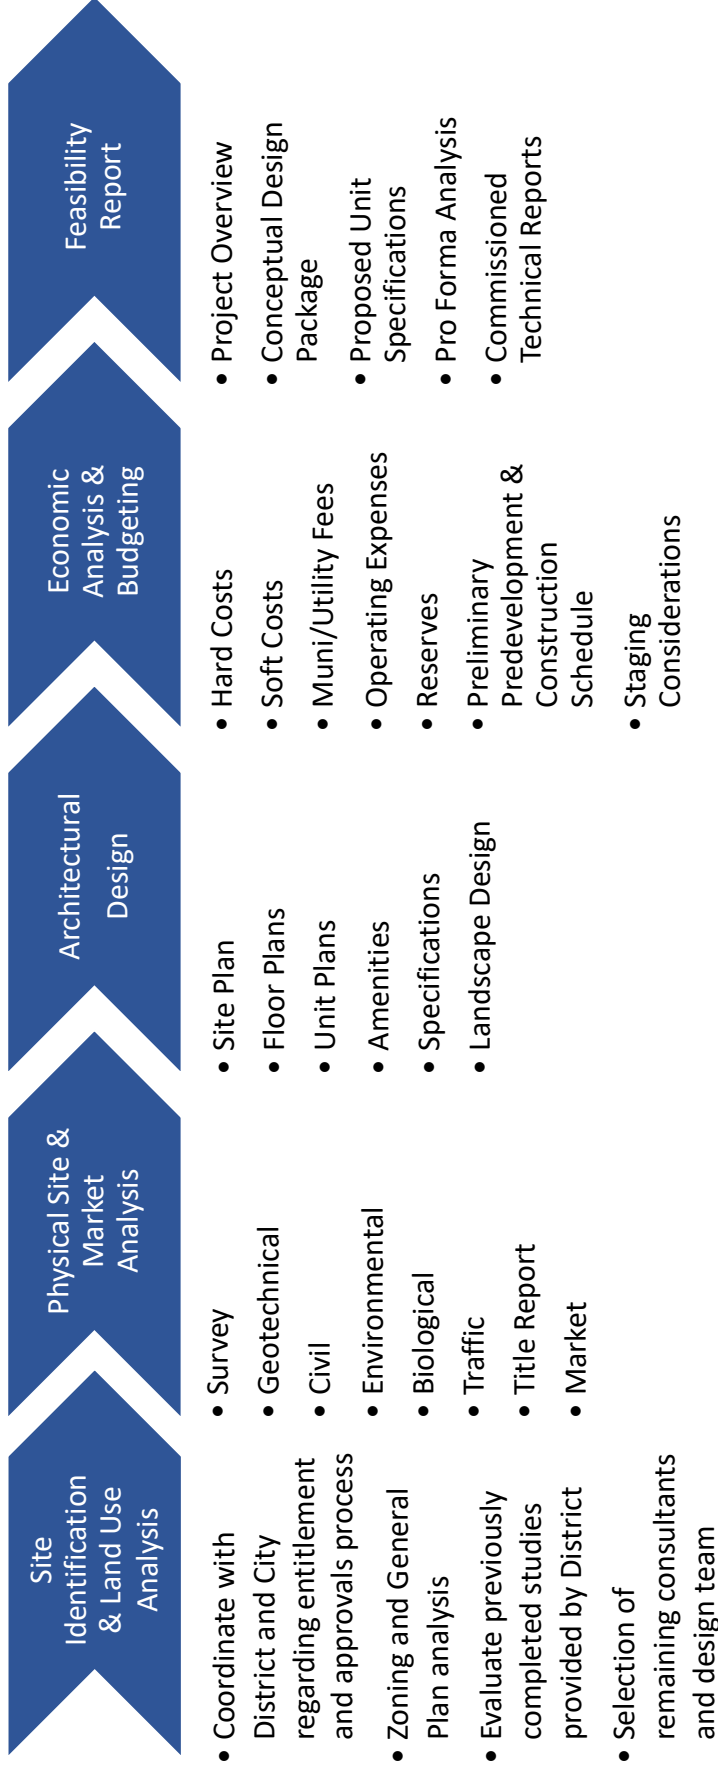 Site
Identification
& Land Use
Analysis
• Coordinate with
District and City
regarding entitlement
and approvals process
• Zoning and General
Plan analysis
• Evaluate previously
completed studies
provided by District
• Selection of
remaining consultants
and design team
Physical Site &
Market
Analysis
• Survey
• Geotechnical
• Civil
• Environmental
• Biological
• Traffic
• Title Report
• Market
Architectural
Design
• Site Plan
• Floor Plans
• Unit Plans
• Amenities
• Specifications
• Landscape Design
Economic
Analysis &
Budgeting
• Hard Costs
• Soft Costs
• Muni/Utility Fees
• Operating Expenses
• Reserves
• Preliminary
Predevelopment &
Construction
Schedule
• Staging
Considerations
Feasibility
Report
• Project Overview
• Conceptual Design
Package
• Proposed Unit
Specifications
• Pro Forma Analysis
• Commissioned
Technical Reports